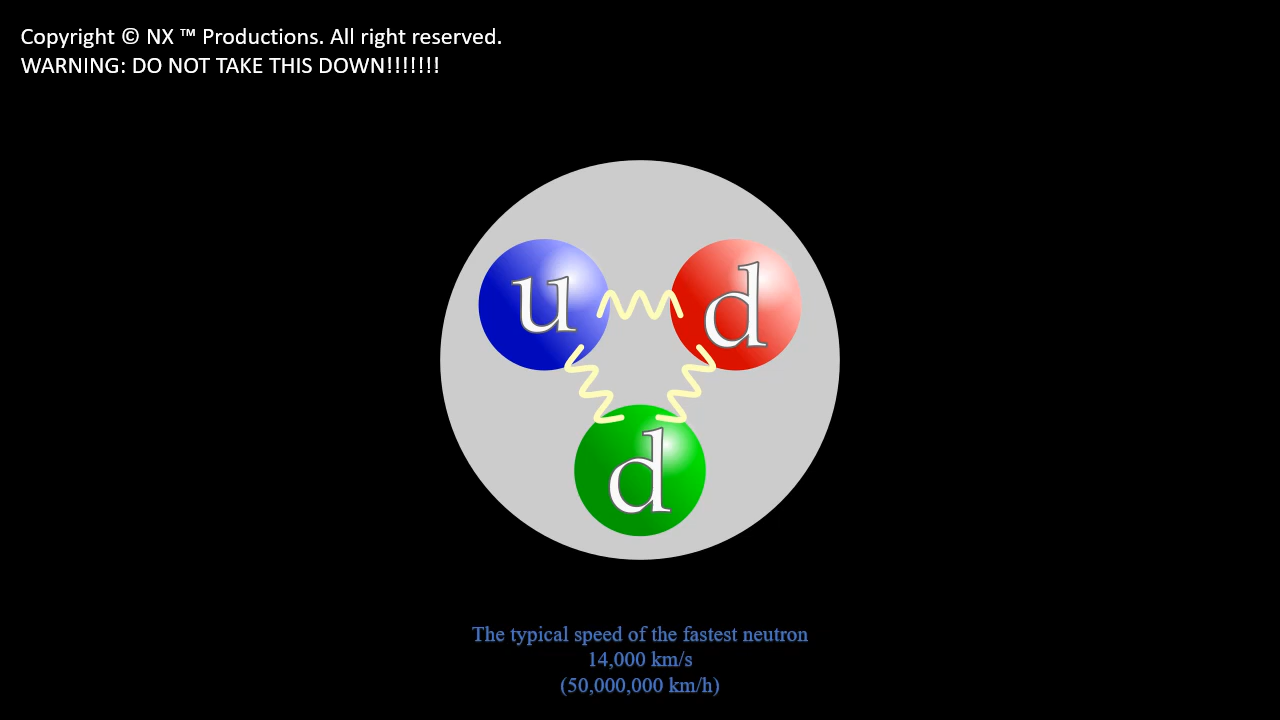 Copyright © NX ™ Productions. All right reserved.
WARNING: DO NOT TAKE THIS DOWN!!!!!!!
u
d
d
The typical speed of the fastest neutron
14,000 km/s
(50,000,000 km/h)